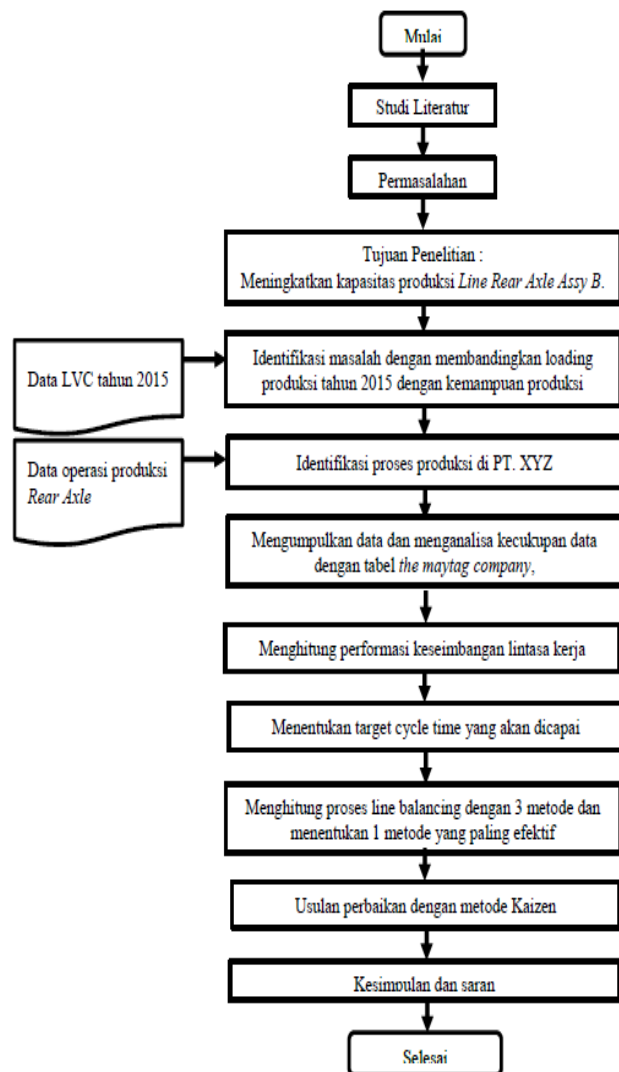 Mulai
Studi Literatur
Permasalahan
Tujuan Penelitian :
Meningkatkan kapasitas produksi Line Rear Axle Assy B.
Data LVC tahun 2015
Identifikasi masalah dengan membandingkan loading
produksi tahun 2015 dengan kemampuan produksi
Data operasi produksi
Rear Axle
Identifikasi proses produksi di PT. XYZ
Mengumpulkan data dan menganalisa kecukupan data
dengan tabel the maytag company,
Menghitung performasi keseimbangan lintasa kerja
Menentukan target cycle time yang akan dicapai
Menghitung proses line balancing dengan 3 metode dan
menentukan 1 metode yang paling efektif
Usulan perbaikan dengan metode Kaizen
Kesimpulan dan saran
Selesai